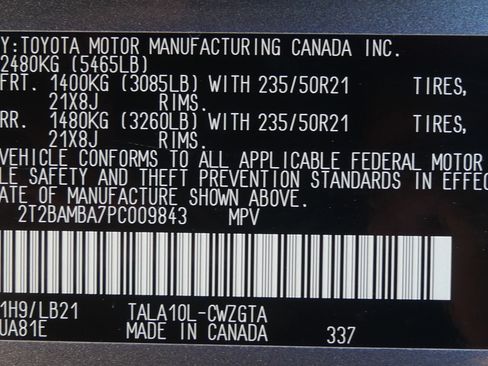 Y:TOYOTA MOTOR MANUFACTURING CANADA INC.
2480KG (5465LB)
FRT. 1400KG (3085LB) WITH 235/50R21 TIRES,
21X8J RIMS.
RR. 1480KG (3260LB) WITH 235/50R21 TIRES,
21X8J RIMS.
VEHICLE CONFORMS TO ALL APPLICABLE FEDERAL MOTOR
LE SAFETY AND THEFT PREVENTION STANDARDS IN EFFEC
ATE OF MANUFACTURE SHOWN ABOVE.
2T2BAMBA7PC009843 MPV
1H9/LB21 TALA10L-CWZGTA
UA81E MADE IN CANADA 337